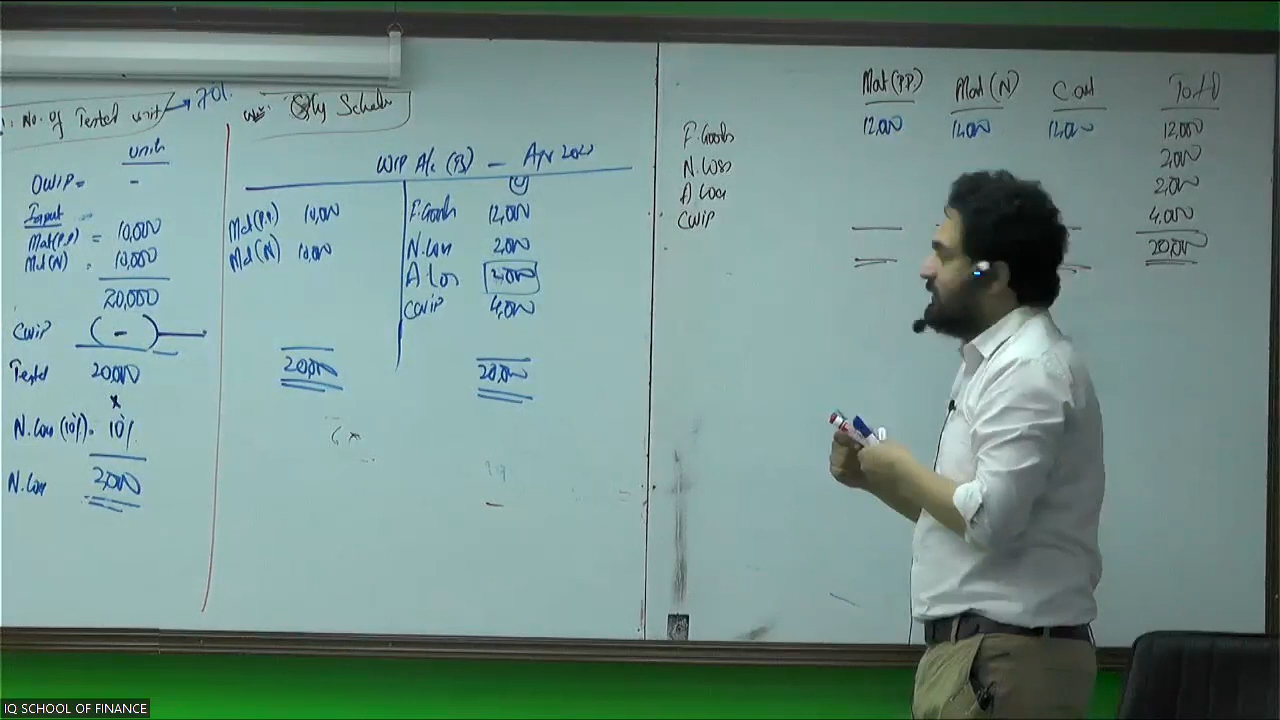 No. of Tested unit → 70%
units
OWIP = -
Input =
Mat(P.P) = 10,000
Mat(N) = 10,000
20,000
CWIP ( - )
Tested 20,000
x
N.Loss (10%) = 10%
N.Loss 2,000
Qty Schedule
WIP A/c (P3) —
Mat(P.P.) 10,000 F.Goods 12,000
Mat(N) 10,000 N.Loss 2,000
A Loss 2,000
CWIP 4,000
20,000 20,000
Mat(PP) Mat(N) Total
F.Goods 12,000 12,000 12,000 12,000
N.Loss 2,000
A Loss 2,000
CWIP 4,000
20,000
IQ SCHOOL OF FINANCE